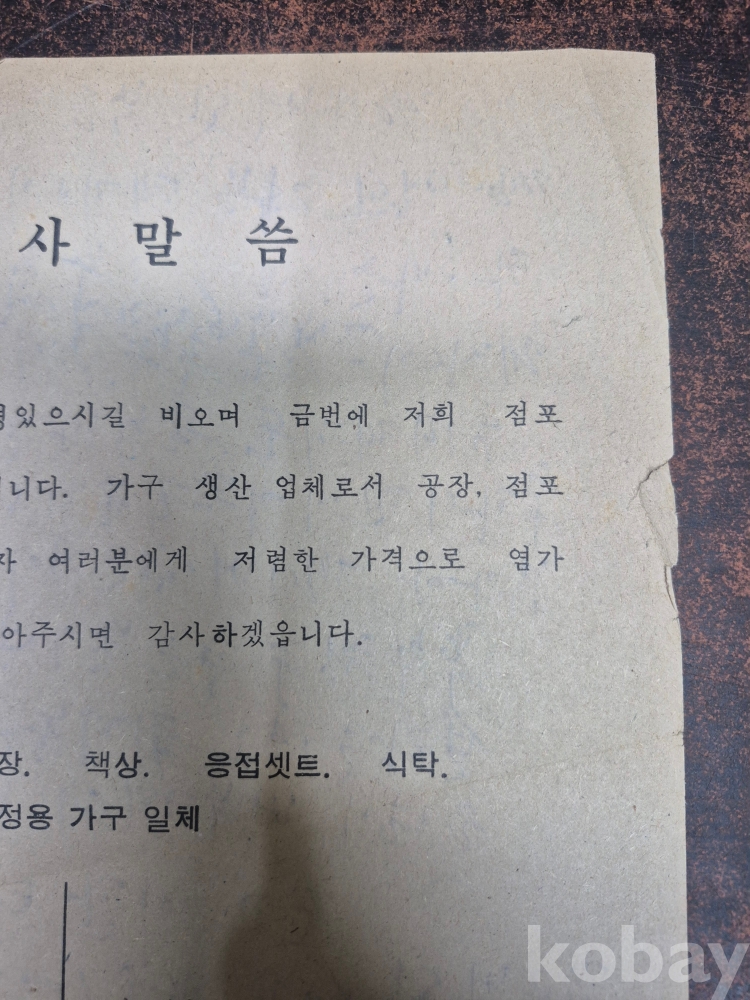 사 말 씀
있으시길 비오며 금번에 저희 점포
니다. 가구 생산 업체로서 공장, 점포
여러분에게 저렴한 가격으로 염가
아주시면 감사하겠읍니다.
장. 책상. 응접셋트. 식탁.
정용 가구 일체
kobay